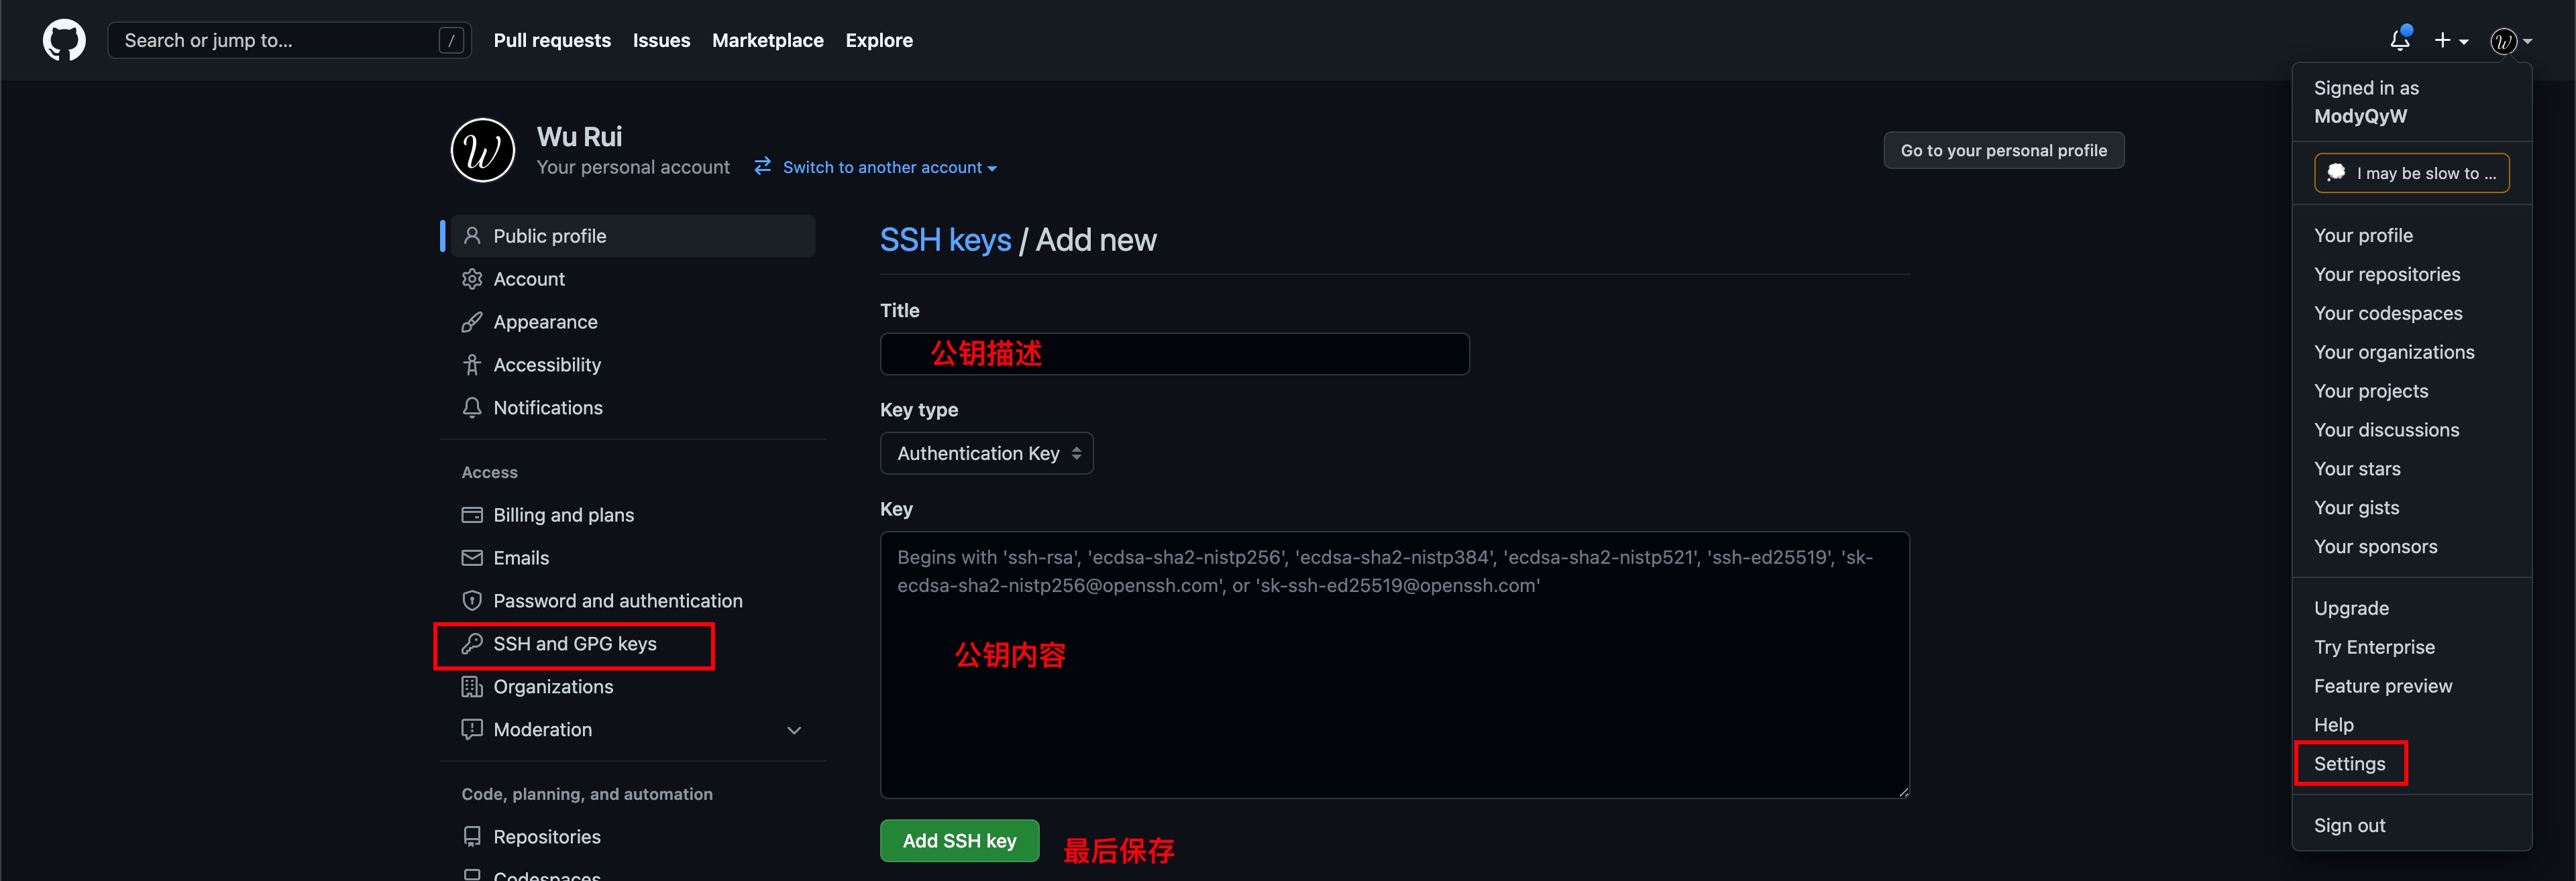 Search or jump to... /
Pull requests Issues Marketplace Explore
Wu Rui
Your personal account
Switch to another account
Go to your personal profile
Public profile
Account
Appearance
Accessibility
Notifications
Access
Billing and plans
Emails
Password and authentication
SSH and GPG keys
Organizations
Moderation
Code, planning, and automation
Repositories
Codespaces
SSH keys / Add new
Title
公钥描述
Key type
Authentication Key
Key
Begins with 'ssh-rsa', 'ecdsa-sha2-nistp256', 'ecdsa-sha2-nistp384', 'ecdsa-sha2-nistp521', 'ssh-ed25519', 'sk-
ecdsa-sha2-nistp256@openssh.com', or 'sk-ssh-ed25519@openssh.com'
公钥内容
Add SSH key
最后保存
Signed in as
ModyQyW
I may be slow to ...
Your profile
Your repositories
Your codespaces
Your organizations
Your projects
Your discussions
Your stars
Your gists
Your sponsors
Upgrade
Try Enterprise
Feature preview
Help
Settings
Sign out